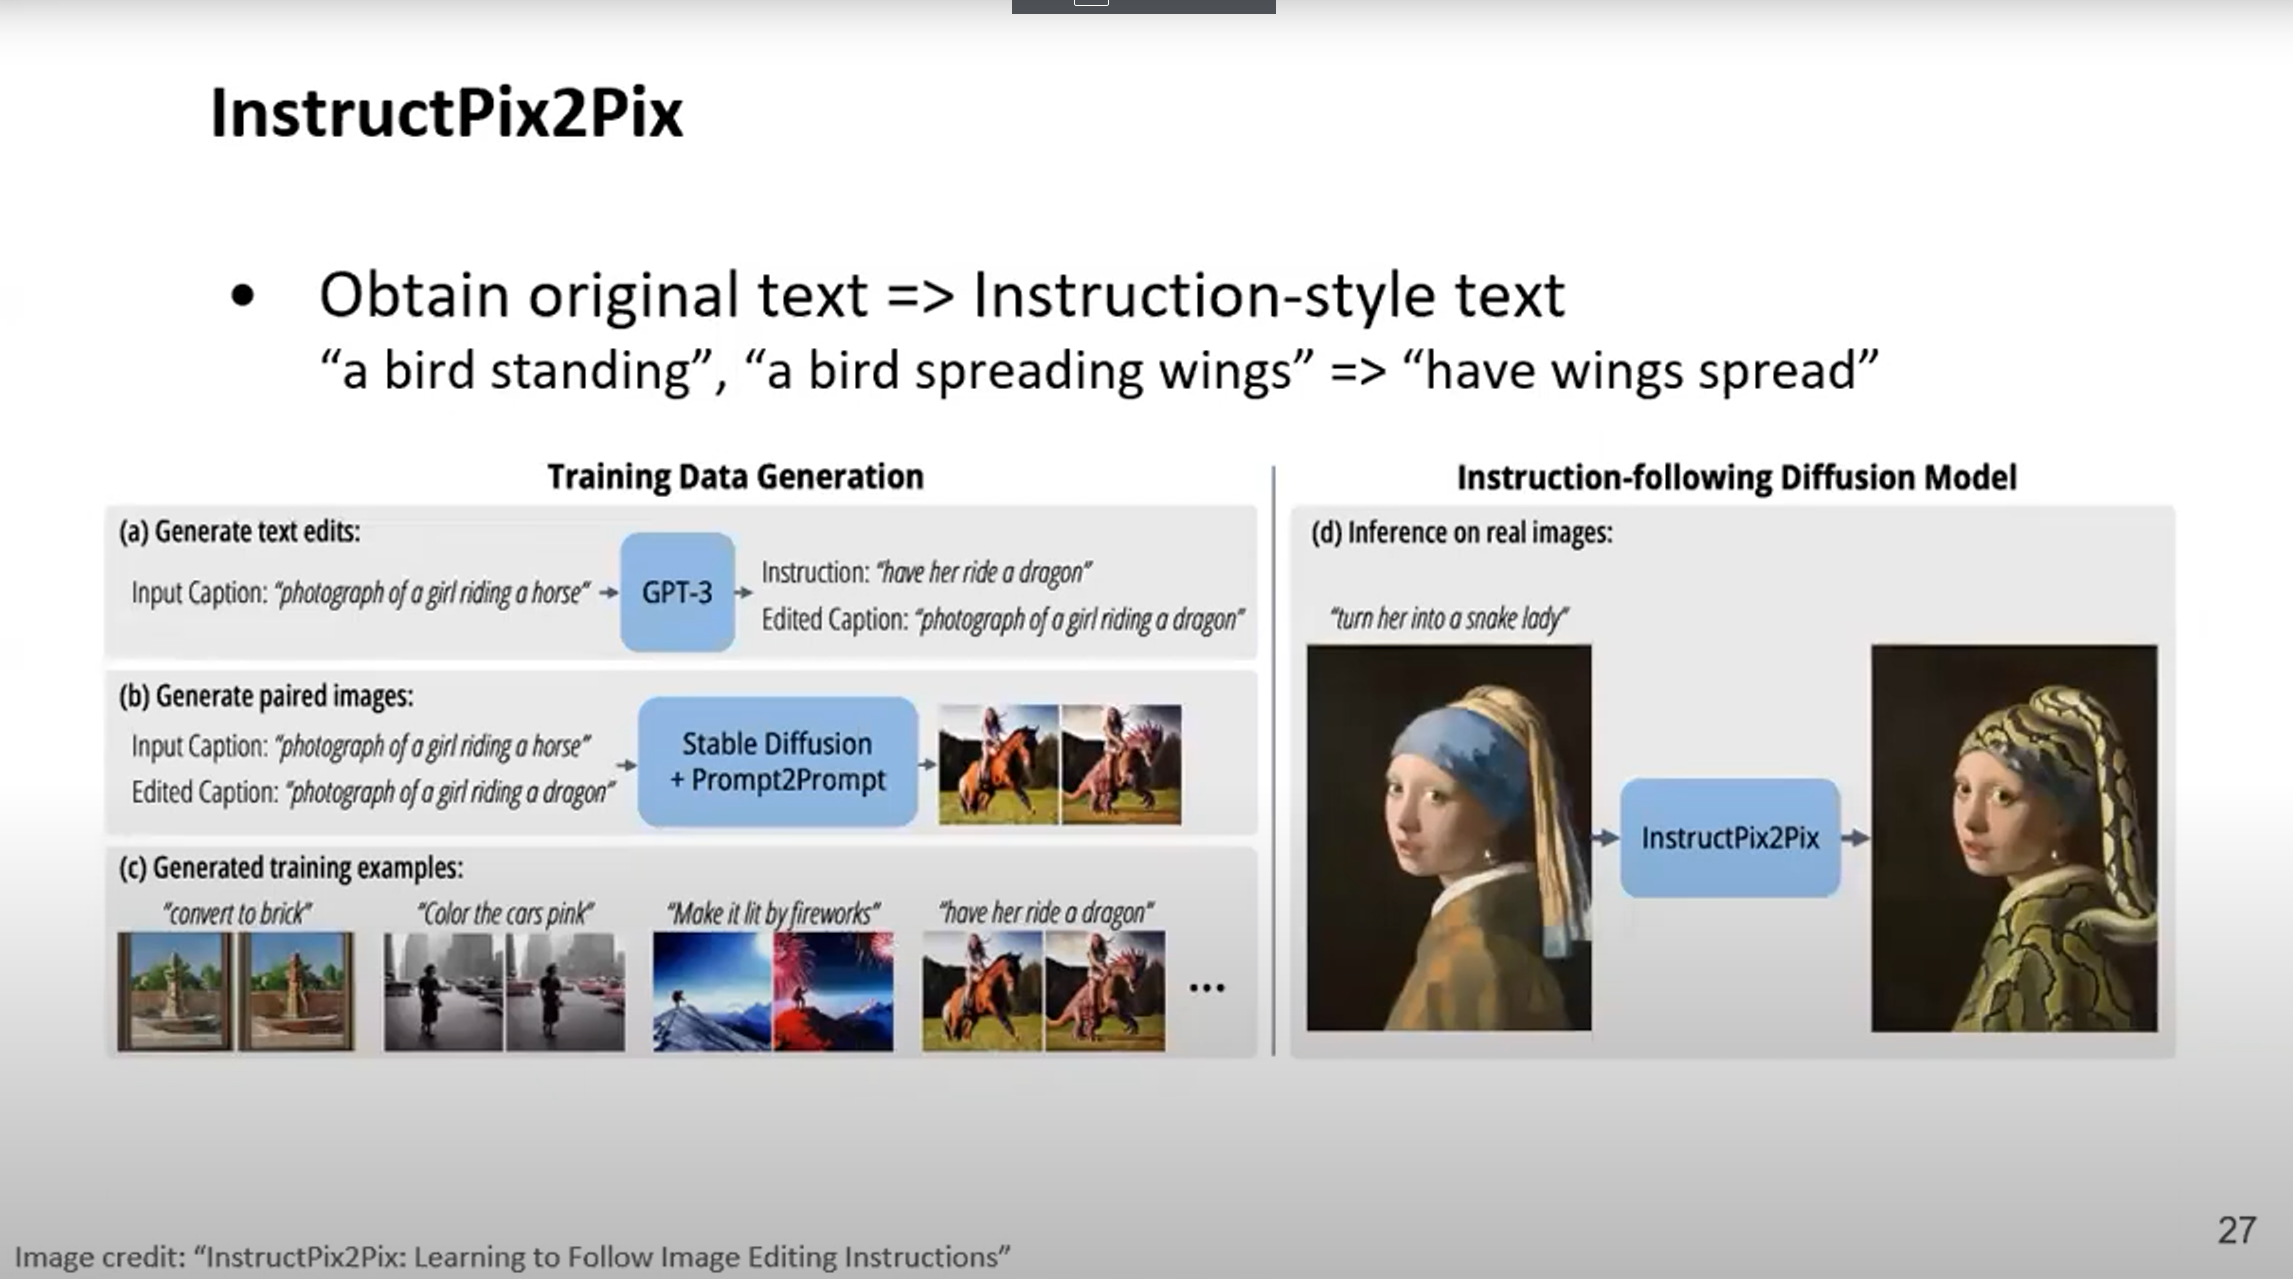 InstructPix2Pix
• Obtain original text => Instruction-style text
“a bird standing”, “a bird spreading wings” => “have wings spread”
Training Data Generation
(a) Generate text edits:
Input Caption: “photograph of a girl riding a horse”
GPT-3
Instruction: “have her ride a dragon”
Edited Caption: “photograph of a girl riding a dragon”
(b) Generate paired images:
Input Caption: “photograph of a girl riding a horse”
Edited Caption: “photograph of a girl riding a dragon”
Stable Diffusion
+ Prompt2Prompt
(c) Generated training examples:
“convert to brick”
“Color the cars pink”
“Make it lit by fireworks”
“have her ride a dragon”
...
Instruction-following Diffusion Model
(d) Inference on real images:
“turn her into a snake lady”
InstructPix2Pix
27
Image credit: “InstructPix2Pix: Learning to Follow Image Editing Instructions”